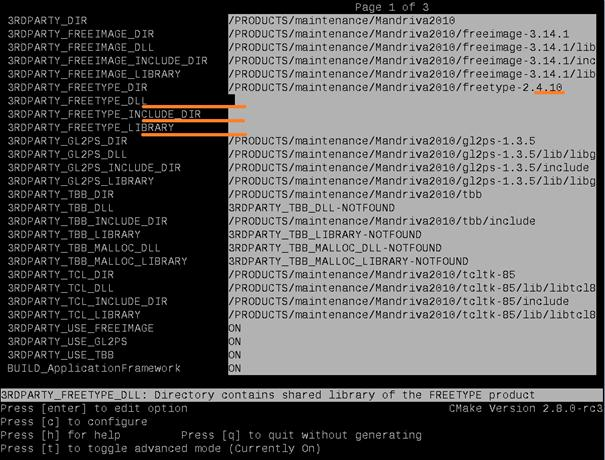 Page 1 of 3
3RDPARTY_DIR /PRODUCTS/maintenance/Mandriva2010
3RDPARTY_FREEIMAGE_DIR /PRODUCTS/maintenance/Mandriva2010/freeimage-3.14.1
3RDPARTY_FREEIMAGE_DLL /PRODUCTS/maintenance/Mandriva2010/freeimage-3.14.1/lib
3RDPARTY_FREEIMAGE_INCLUDE_DIR /PRODUCTS/maintenance/Mandriva2010/freeimage-3.14.1/inc
3RDPARTY_FREEIMAGE_LIBRARY /PRODUCTS/maintenance/Mandriva2010/freeimage-3.14.1/lib
3RDPARTY_FREETYPE_DIR /PRODUCTS/maintenance/Mandriva2010/freetype-2.4.10
3RDPARTY_FREETYPE_DLL
3RDPARTY_FREETYPE_INCLUDE_DIR
3RDPARTY_FREETYPE_LIBRARY
3RDPARTY_GL2PS_DIR /PRODUCTS/maintenance/Mandriva2010/gl2ps-1.3.5
3RDPARTY_GL2PS_DLL /PRODUCTS/maintenance/Mandriva2010/gl2ps-1.3.5/lib/libg
3RDPARTY_GL2PS_INCLUDE_DIR /PRODUCTS/maintenance/Mandriva2010/gl2ps-1.3.5/include
3RDPARTY_GL2PS_LIBRARY /PRODUCTS/maintenance/Mandriva2010/gl2ps-1.3.5/lib/libg
3RDPARTY_TBB_DIR /PRODUCTS/maintenance/Mandriva2010/tbb
3RDPARTY_TBB_DLL 3RDPARTY_TBB_DLL-NOTFOUND
3RDPARTY_TBB_INCLUDE_DIR /PRODUCTS/maintenance/Mandriva2010/tbb/include
3RDPARTY_TBB_LIBRARY 3RDPARTY_TBB_LIBRARY-NOTFOUND
3RDPARTY_TBB_MALLOC_DLL 3RDPARTY_TBB_MALLOC_DLL-NOTFOUND
3RDPARTY_TBB_MALLOC_LIBRARY 3RDPARTY_TBB_MALLOC_LIBRARY-NOTFOUND
3RDPARTY_TCL_DIR /PRODUCTS/maintenance/Mandriva2010/tcltk-85
3RDPARTY_TCL_DLL /PRODUCTS/maintenance/Mandriva2010/tcltk-85/lib/libtcl8
3RDPARTY_TCL_INCLUDE_DIR /PRODUCTS/maintenance/Mandriva2010/tcltk-85/include
3RDPARTY_TCL_LIBRARY /PRODUCTS/maintenance/Mandriva2010/tcltk-85/lib/libtcl8
3RDPARTY_USE_FREEIMAGE ON
3RDPARTY_USE_GL2PS ON
3RDPARTY_USE_TBB ON
BUILD_ApplicationFramework ON
3RDPARTY_FREETYPE_DLL: Directory contains shared library of the FREETYPE product
Press [enter] to edit option CMake Version 2.8.0-rc3
Press [c] to configure
Press [h] for help Press [q] to quit without generating
Press [t] to toggle advanced mode (Currently On)